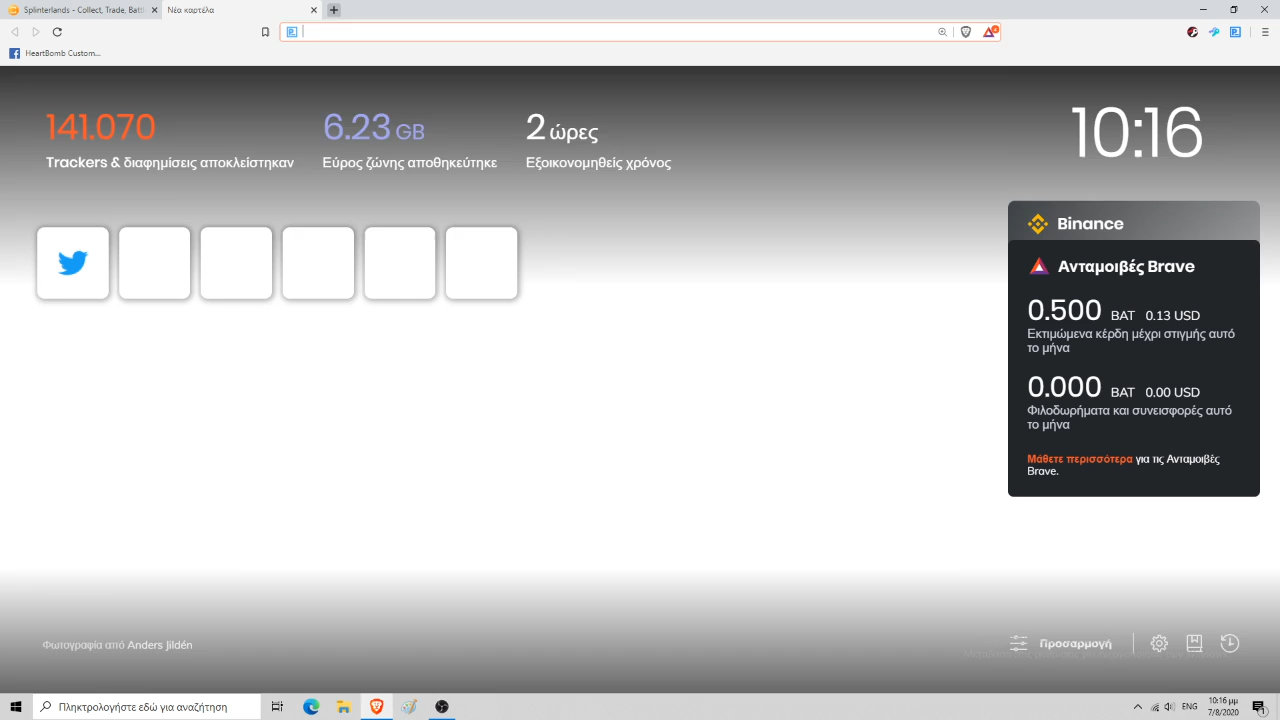 Splinterlands - Collect, Trade, Battl
Νέα καρτέλα
HeartBomb Custom...
141.070
Trackers & διαφημίσεις αποκλείστηκαν
6.23 GB
Εύρος ζώνης αποθηκεύτηκε
2 ώρες
Εξοικονομηθείς χρόνος
10:16
Binance
Ανταμοιβές Brave
0.500 BAT 0.13 USD
Εκτιμώμενα κέρδη μέχρι στιγμής αυτό
το μήνα
0.000 BAT 0.00 USD
Φιλοδωρήματα και συνεισφορές αυτό
το μήνα
Μάθετε περισσότερα για τις Ανταμοιβές
Brave.
Φωτογραφία από Anders Jildén
Προσαρμογή
Πληκτρολογήστε εδώ για αναζήτηση
ENG
10:16 μμ
7/8/2020